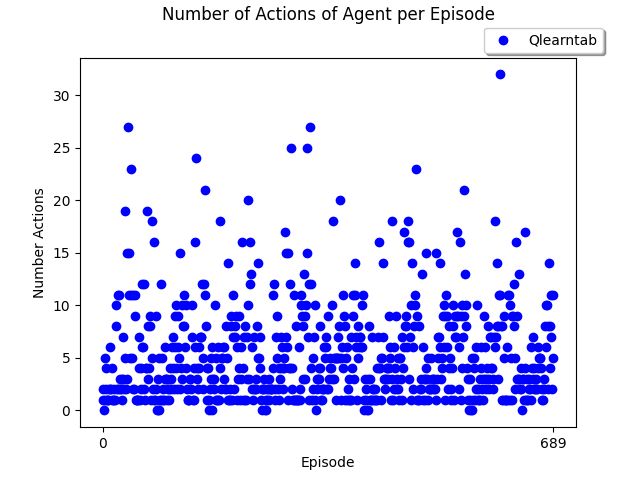 Number of Actions of Agent per Episode
Qlearntab
30
25
20
15
10
5
0
Number Actions
0 689
Episode